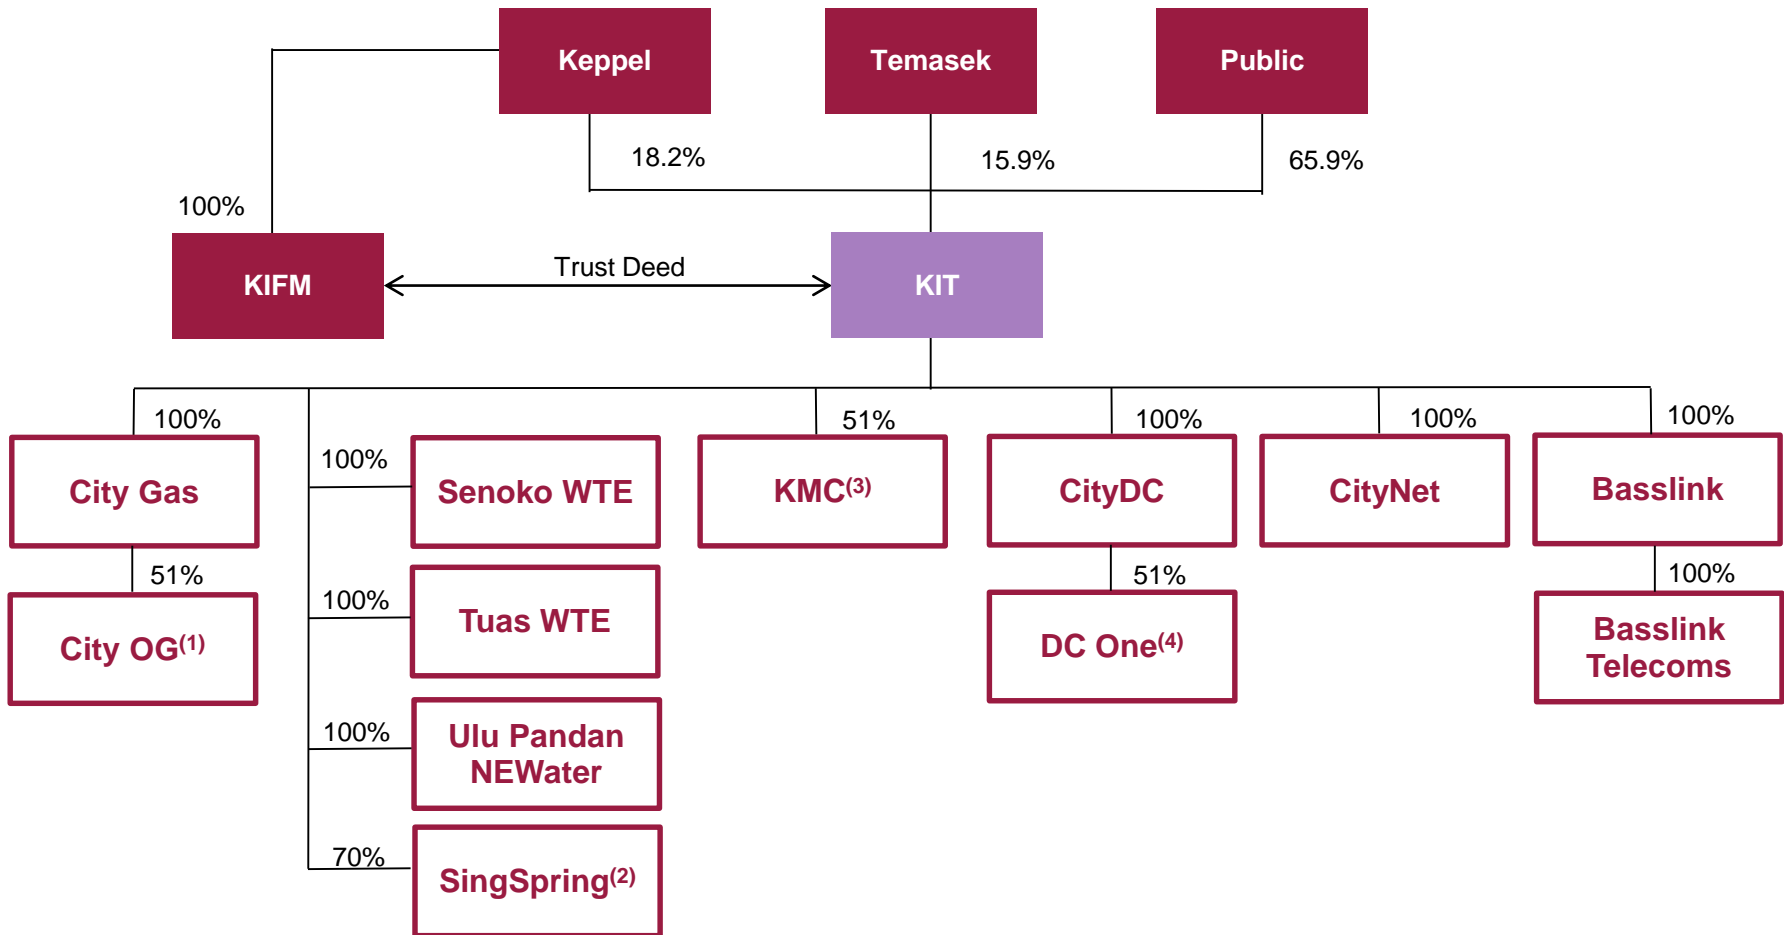 Keppel
Temasek
Public
18.2%
15.9%
65.9%
100%
KIFM
Trust Deed
KIT
100%
51%
100%
100%
100%
City Gas
100%
Senoko WTE
KMC(3)
CityDC
CityNet
Basslink
51%
51%
100%
City OG(1)
100%
Tuas WTE
DC One(4)
Basslink
Telecoms
100%
Ulu Pandan
NEWater
70%
SingSpring(2)